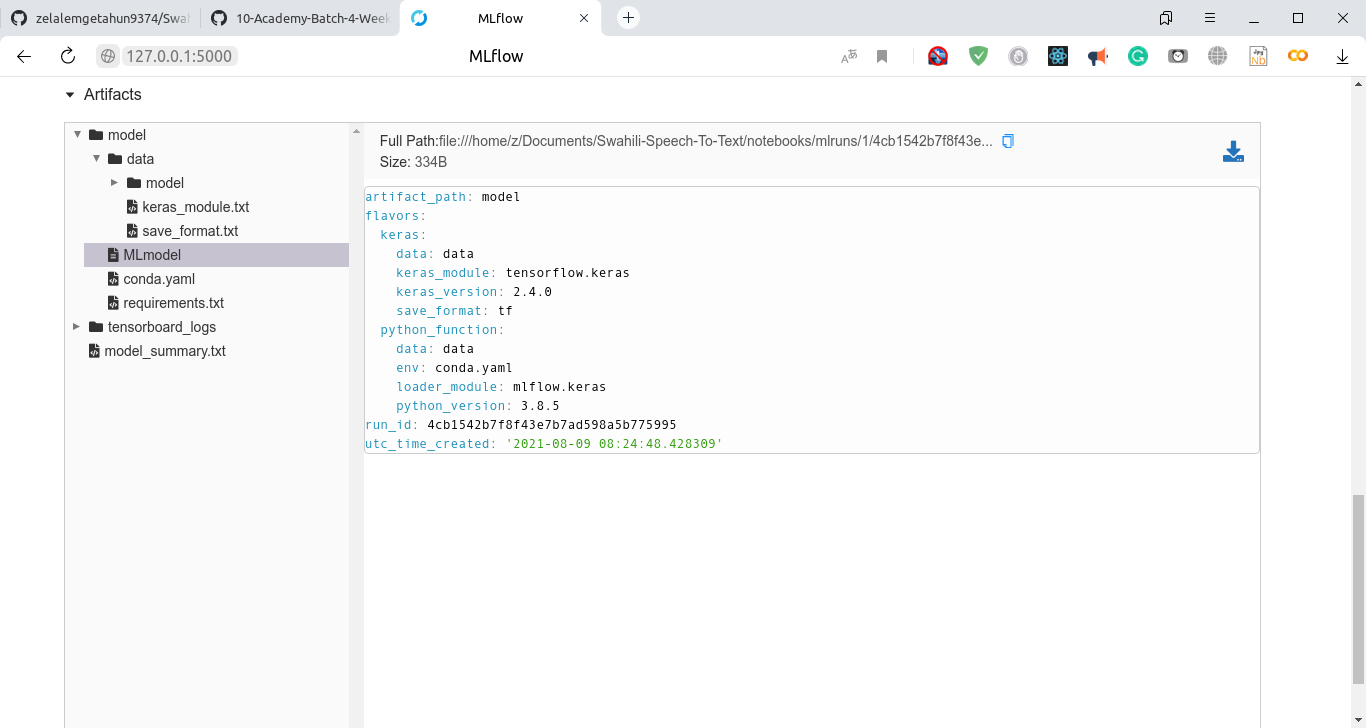 zelalemgetahun9374/Swah
10-Academy-Batch-4-Week
MLflow
127.0.0.1:5000
MLflow
Artifacts
model
data
model
keras_module.txt
save_format.txt
MLmodel
conda.yaml
requirements.txt
tensorboard_logs
model_summary.txt
Full Path:file:///home/z/Documents/Swahili-Speech-To-Text/notebooks/mlruns/1/4cb1542b7f8f43e...
Size: 334B
artifact_path: model
flavors:
  keras:
    data: data
    keras_module: tensorflow.keras
    keras_version: 2.4.0
    save_format: tf
  python_function:
    data: data
    env: conda.yaml
    loader_module: mlflow.keras
    python_version: 3.8.5
run_id: 4cb1542b7f8f43e7b7ad598a5b775995
utc_time_created: '2021-08-09 08:24:48.428309'